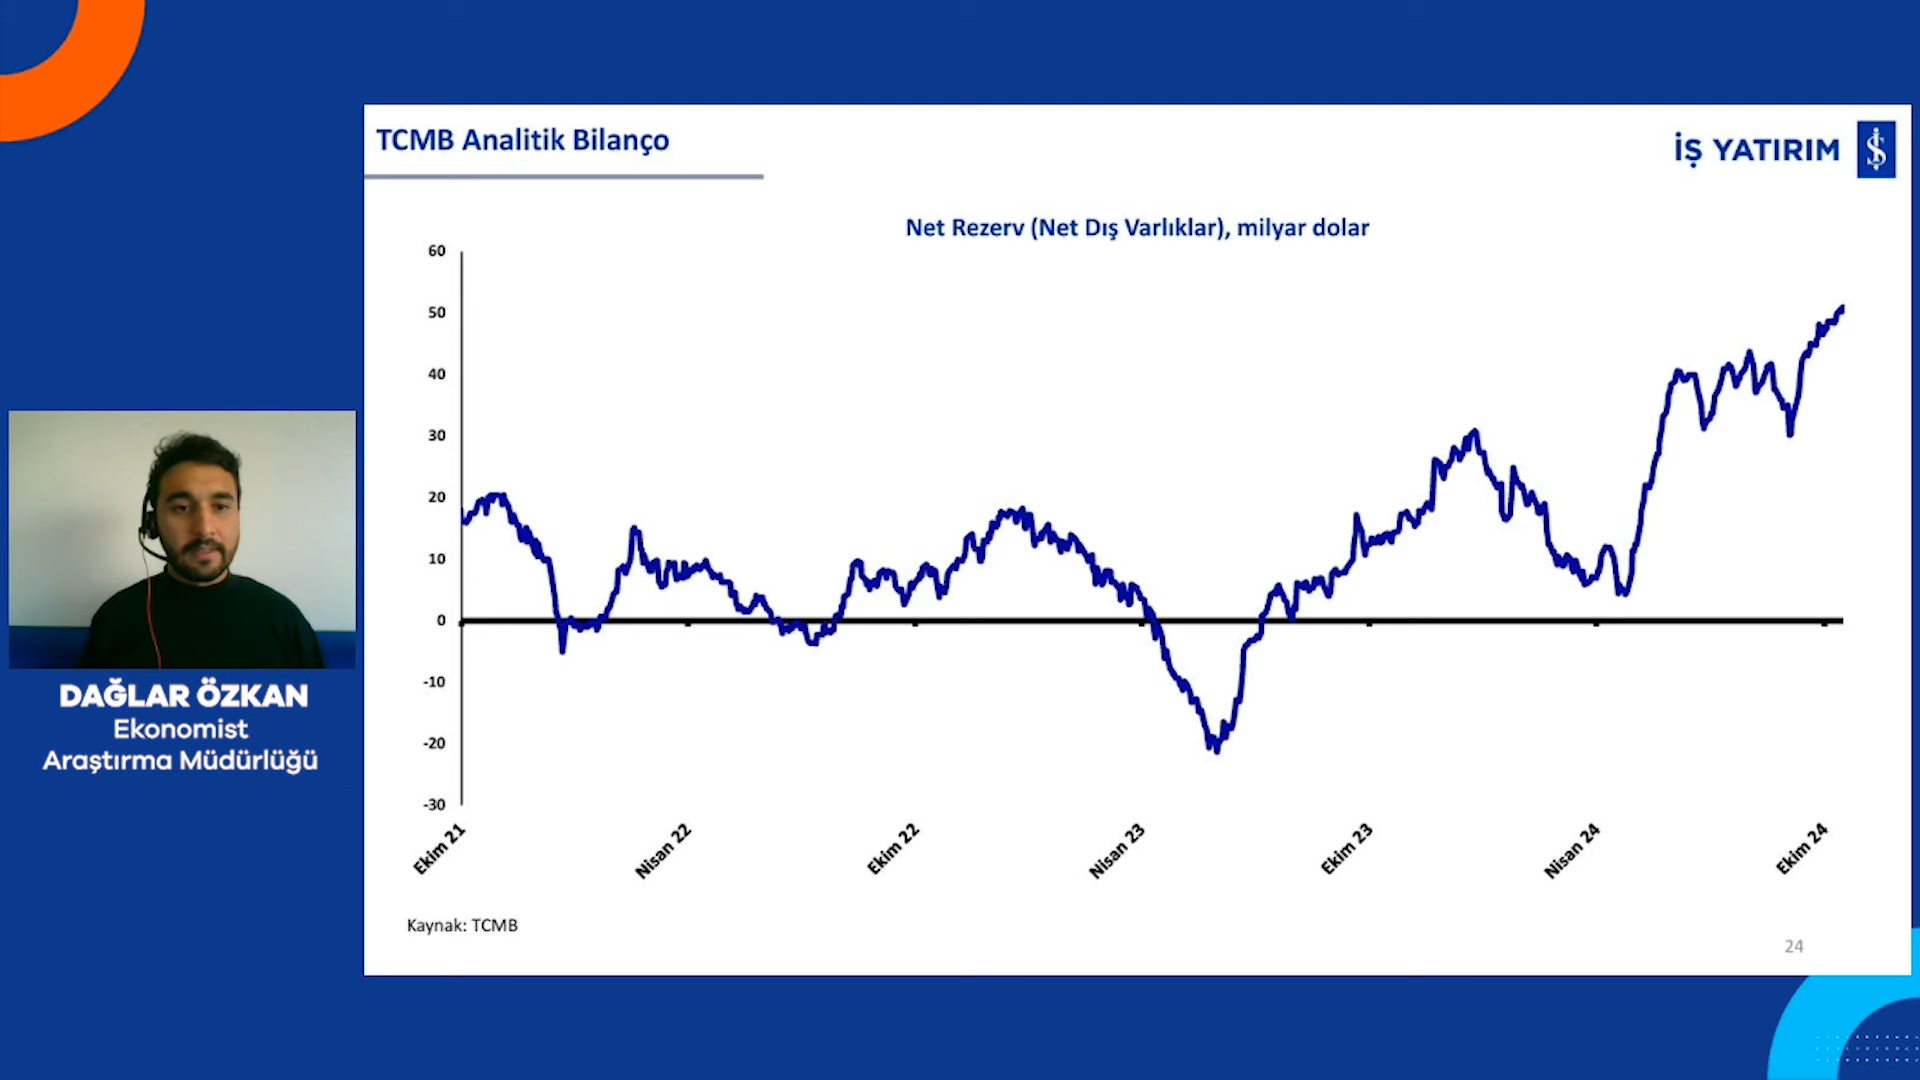 TCMB Analitik Bilanço
İŞ YATIRIM
Net Rezerv (Net Dış Varlıklar), milyar dolar
60
50
40
30
20
10
0
-10
-20
-30
Ekim 21
Nisan 22
Ekim 22
Nisan 23
Ekim 23
Nisan 24
Ekim 24
Kaynak: TCMB
24
DAĞLAR ÖZKAN
Ekonomist
Araştırma Müdürlüğü